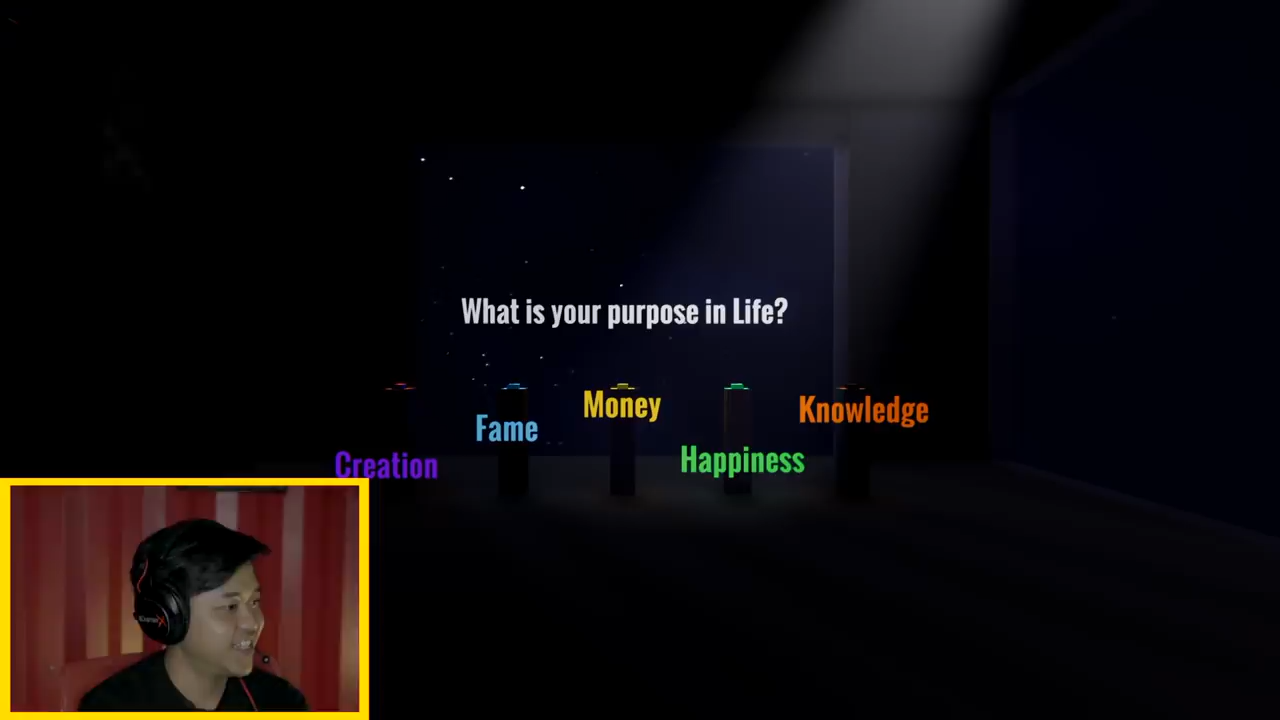 What is your purpose in Life?
Creation
Fame
Money
Happiness
Knowledge